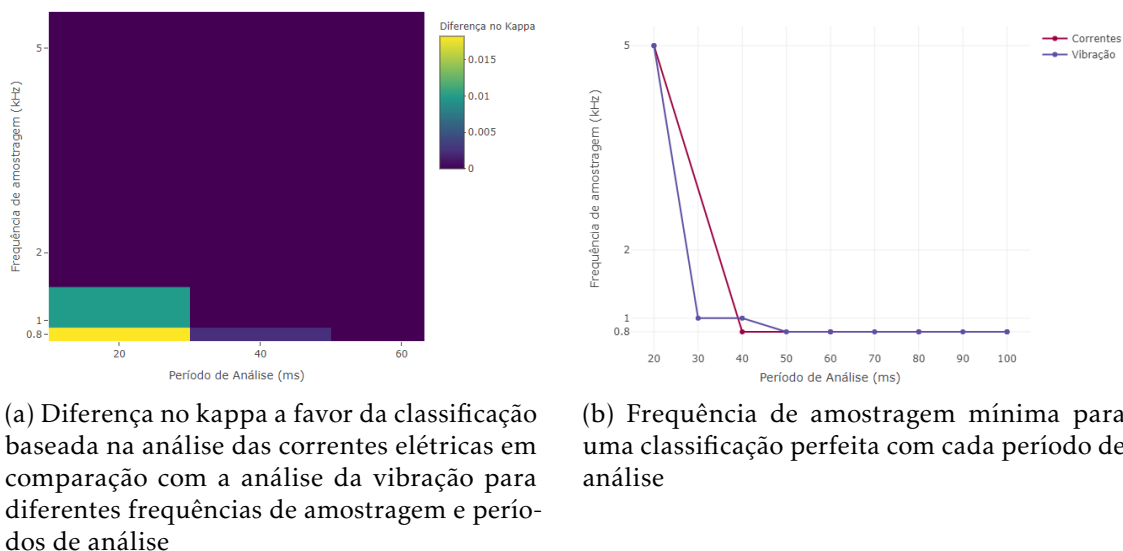 Diferença no Kappa
0.015
0.01
0.005
0
Frequência de amostragem (kHz)
5
2
1
0.8
20 40 60
Período de Análise (ms)
Correntes
Vibração
Frequência de amostragem (kHz)
5
2
1
0.8
20 30 40 50 60 70 80 90 100
Período de Análise (ms)
(a) Diferença no kappa a favor da classificação
baseada na análise das correntes elétricas em
comparação com a análise da vibração para
diferentes frequências de amostragem e perío-
dos de análise
(b) Frequência de amostragem mínima para
uma classificação perfeita com cada período de
análise